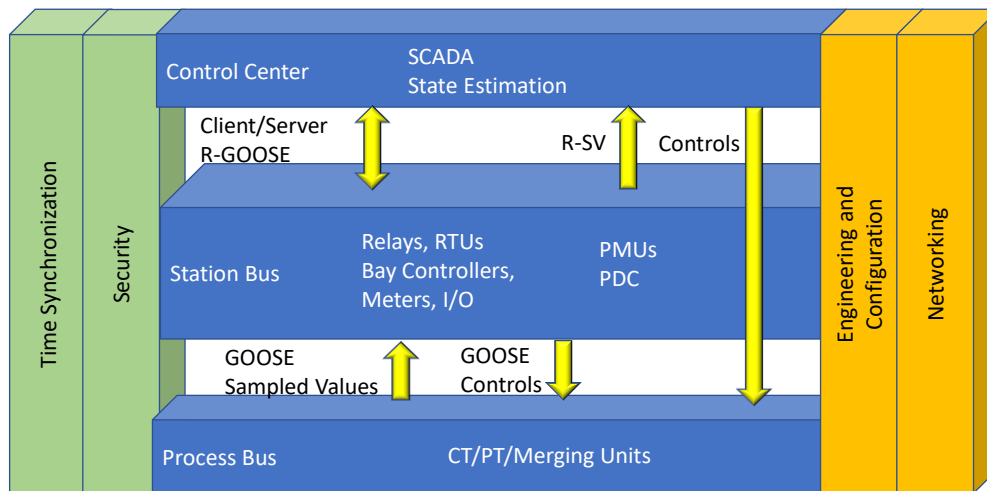 Time Synchronization
Security
Control Center
SCADA
State Estimation
Client/Server
R-GOOSE
R-SV
Controls
Station Bus
Relays, RTUs
Bay Controllers,
Meters, I/O
PMUs
PDC
GOOSE
Sampled Values
GOOSE
Controls
Process Bus
CT/PT/Merging Units
Engineering and
Configuration
Networking